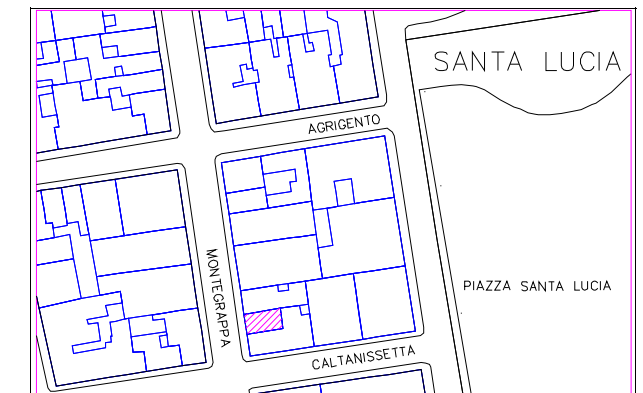 SANTA LUCIA
AGRIGENTO
MONTEGRAPPA
PIAZZA SANTA LUCIA
CALTANISSETTA